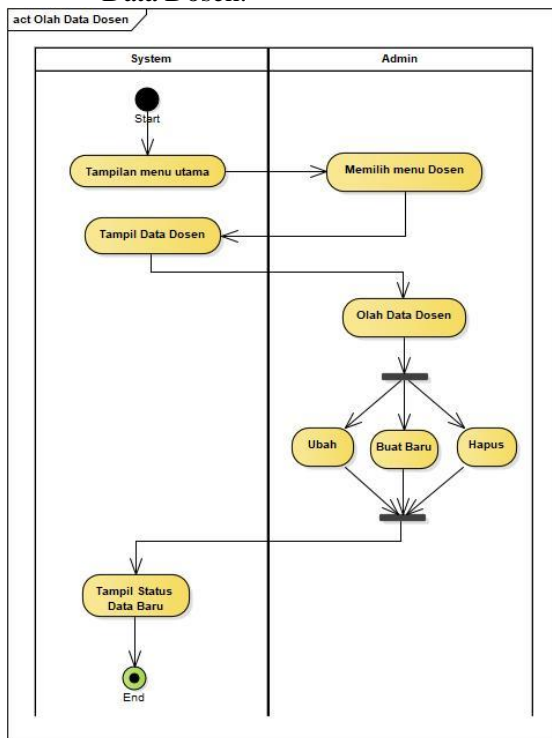 Data Dosen.
act Olah Data Dosen
System
Admin
Start
Tampilan menu utama
Memilih menu Dosen
Tampil Data Dosen
Olah Data Dosen
Ubah
Buat Baru
Hapus
Tampil Status
Data Baru
End